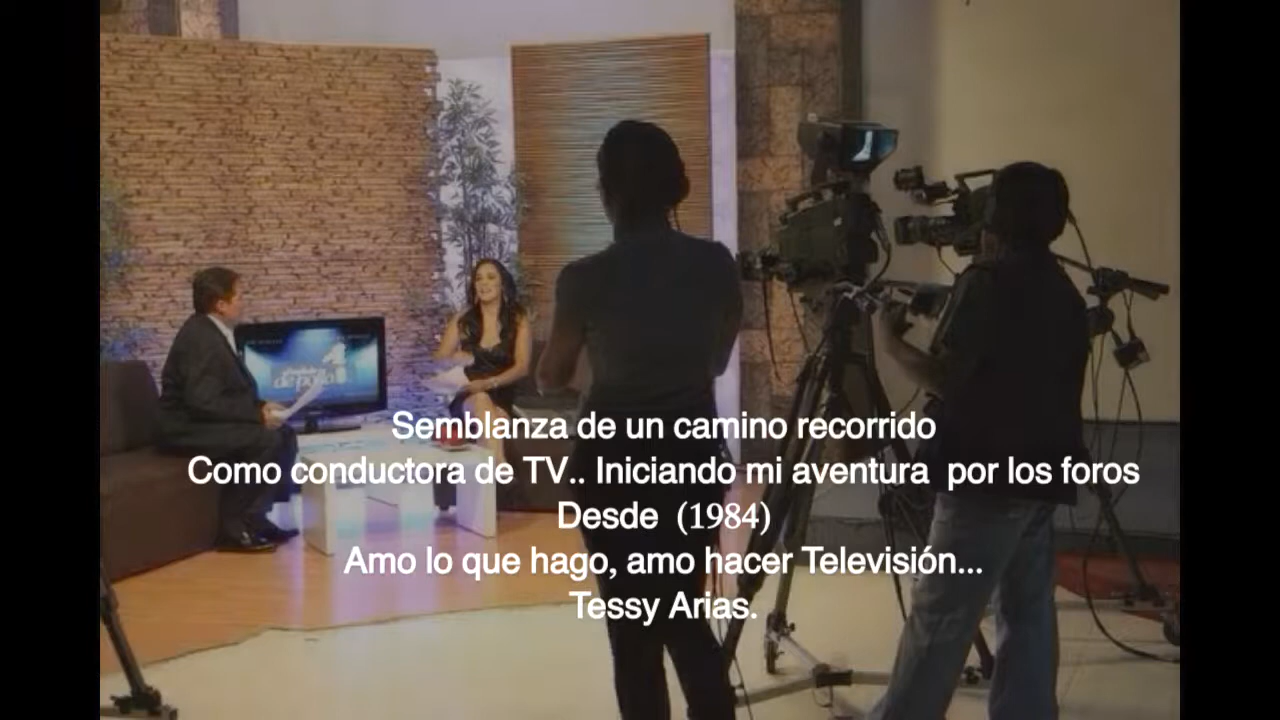 Semblanza de un camino recorrido
Como conductora de TV.. Iniciando mi aventura por los foros
Desde (1984)
Amo lo que hago, amo hacer Televisión...
Tessy Arias.